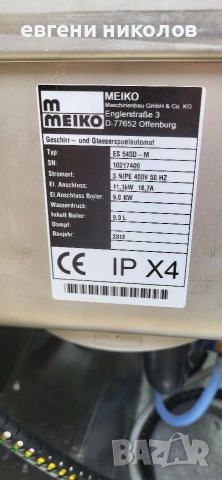 евгени николов
m
MEIKO
MEIKO
Maschinenbau GmbH & Co. KG
Englerstraße 3
D-77652 Offenburg
Geschirr- und Glaeserspuelautomat
Typ: ES 545D-M
SN: 10217409
Stromart: 3 N/PE 400V 50 HZ
El. Anschluss: 11,1kW 18,7A
El.Anschluss Boiler: 9.0 KW
Wasserdruck:
Inhalt Boiler: 9.0 L
Dampf:
Baujahr: 2012
CE IP X4
bazar